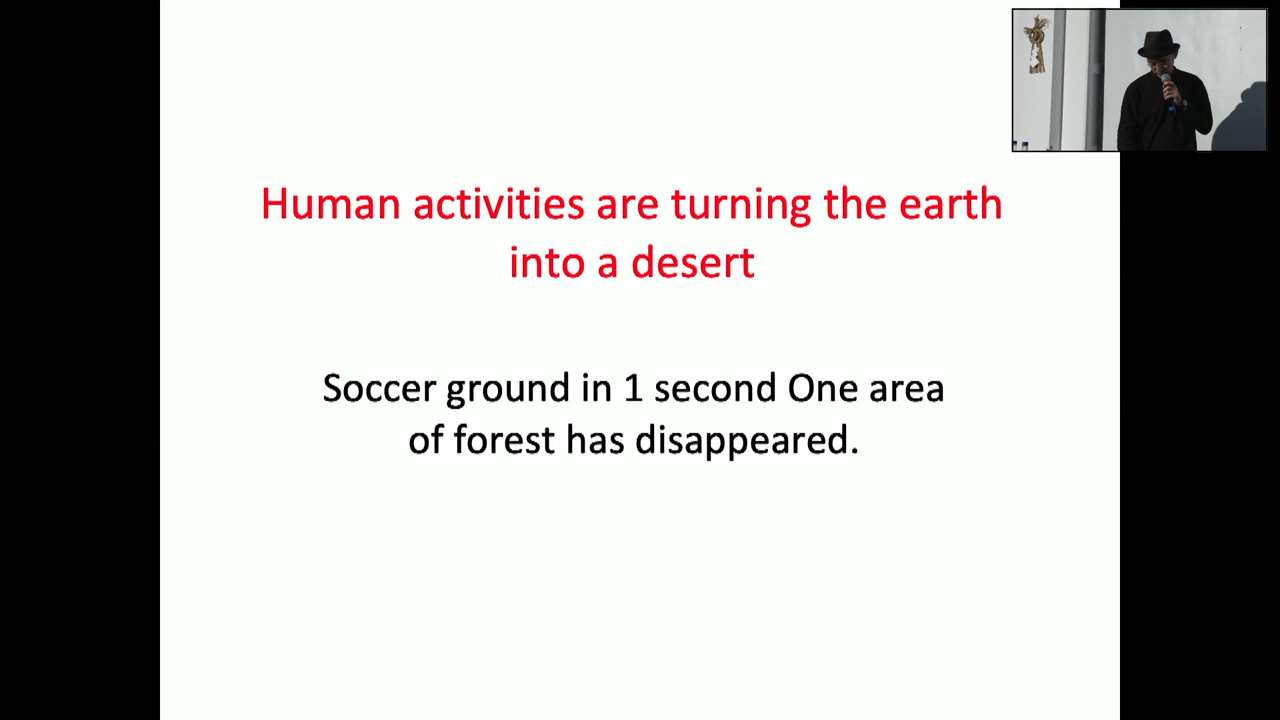 Human activities are turning the earth
into a desert
Soccer ground in 1 second One area
of forest has disappeared.